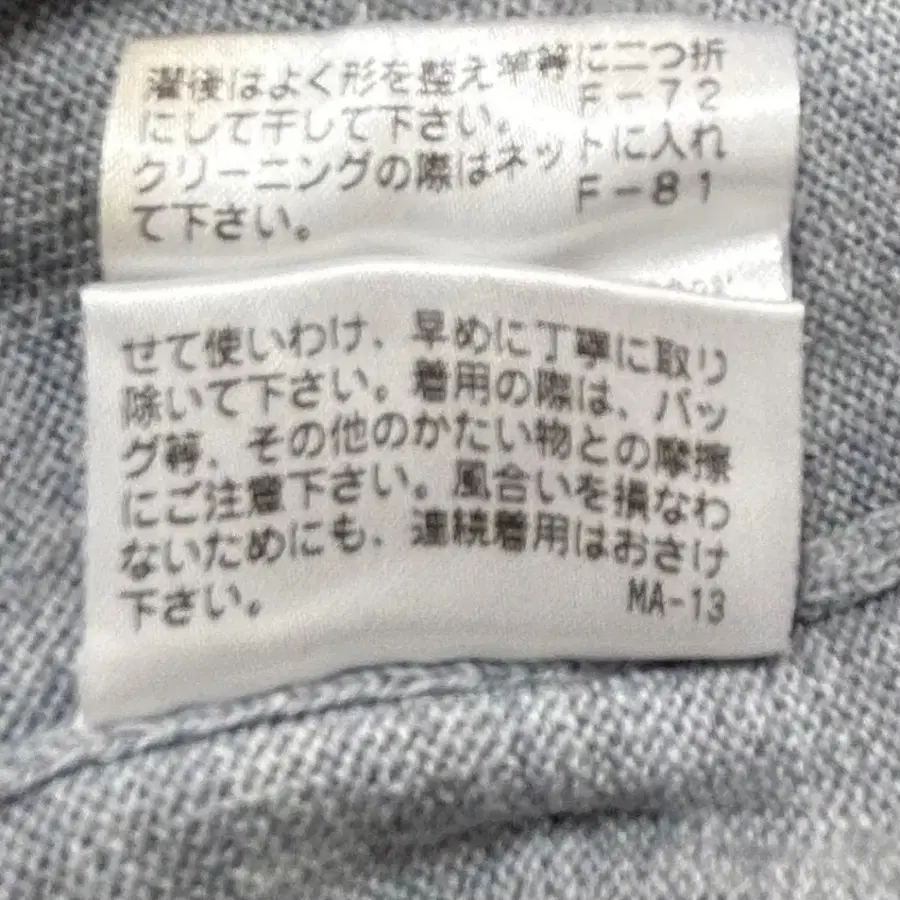 濯後はよく形を整え竿等に二つ折
F-72
にして干して下さい。
クリーニングの際はネットに入れ
F-81
て下さい。
せて使いわけ、早めに丁寧に取り
除いて下さい。着用の際は、バッ
グ等、その他のかたい物との摩擦
にご注意下さい。風合いを損なわ
ないためにも、連続着用はおさけ
下さい。
MA-13